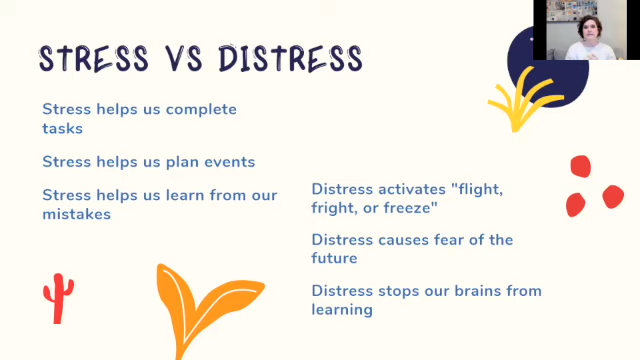 STRESS VS DISTRESS
Stress helps us complete
tasks
Stress helps us plan events
Stress helps us learn from our
mistakes
Distress activates "flight,
fright, or freeze"
Distress causes fear of the
future
Distress stops our brains from
learning